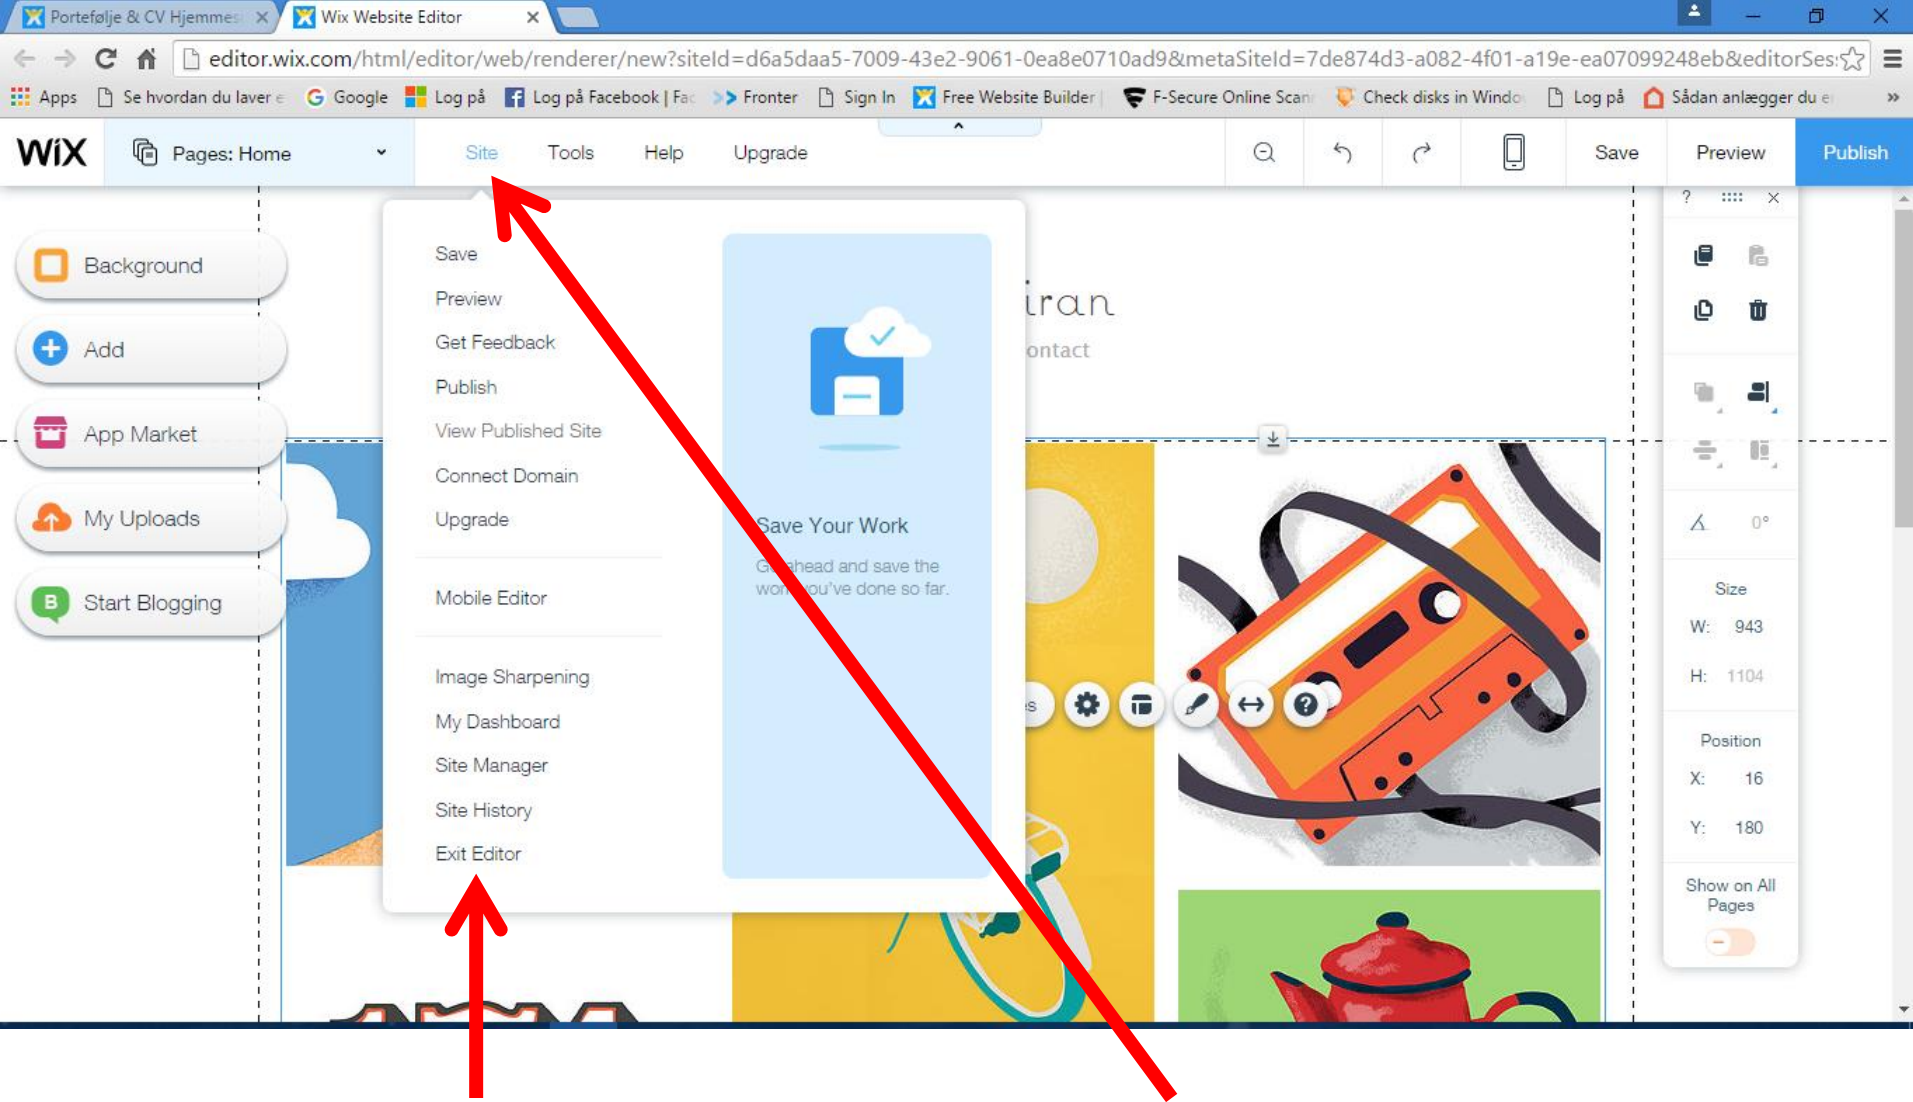 Portefølje & CV Hjemmes
Wix Website Editor
editor.wix.com/html/editor/web/renderer/new?siteId=d6a5daa5-7009-43e2-9061-0ea8e0710ad9&metaSiteId=7de874d3-a082-4f01-a19e-ea07099248eb&editorSes
Apps Se hvordan du laver e Google Log på Log på Facebook | Fac Fronter Sign In Free Website Builder | F-Secure Online Scan Check disks in Windo Log på Sådan anlægger du e
WiX Pages: Home Site Tools Help Upgrade Save Preview Publish
Background
Add
App Market
My Uploads
B Start Blogging
Save
Preview
Get Feedback
Publish
View Published Site
Connect Domain
Upgrade
Mobile Editor
Image Sharpening
My Dashboard
Site Manager
Site History
Exit Editor
Save Your Work
ahead and save the
you've done so far.
iran
ontact
es
?
0°
Size
W: 943
H: 1104
Position
X: 16
Y: 180
Show on All
Pages